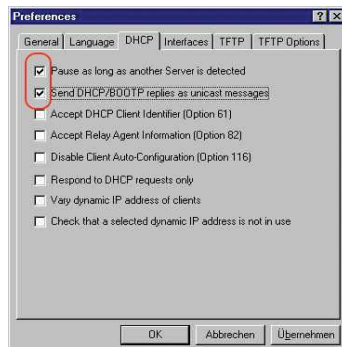 Preferences
General Language DHCP Interfaces TFTP TFTP Options
Pause as long as another Server is detected
Send DHCP/BOOTP replies as unicast messages
Accept DHCP Client Identifier (Option 61)
Accept Relay Agent Information (Option 82)
Disable Client Auto-Configuration (Option 116)
Respond to DHCP requests only
Vary dynamic IP address of clients
Check that a selected dynamic IP address is not in use
OK Abbrechen Übernehmen